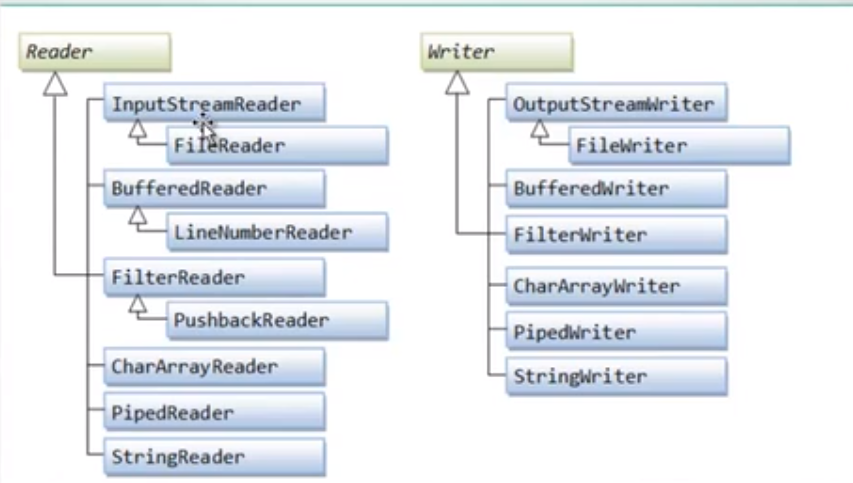 Reader
InputStreamReader
FileReader
BufferedReader
LineNumberReader
FilterReader
PushbackReader
CharArrayReader
PipedReader
StringReader
Writer
OutputStreamWriter
FileWriter
BufferedWriter
FilterWriter
CharArrayWriter
PipedWriter
StringWriter